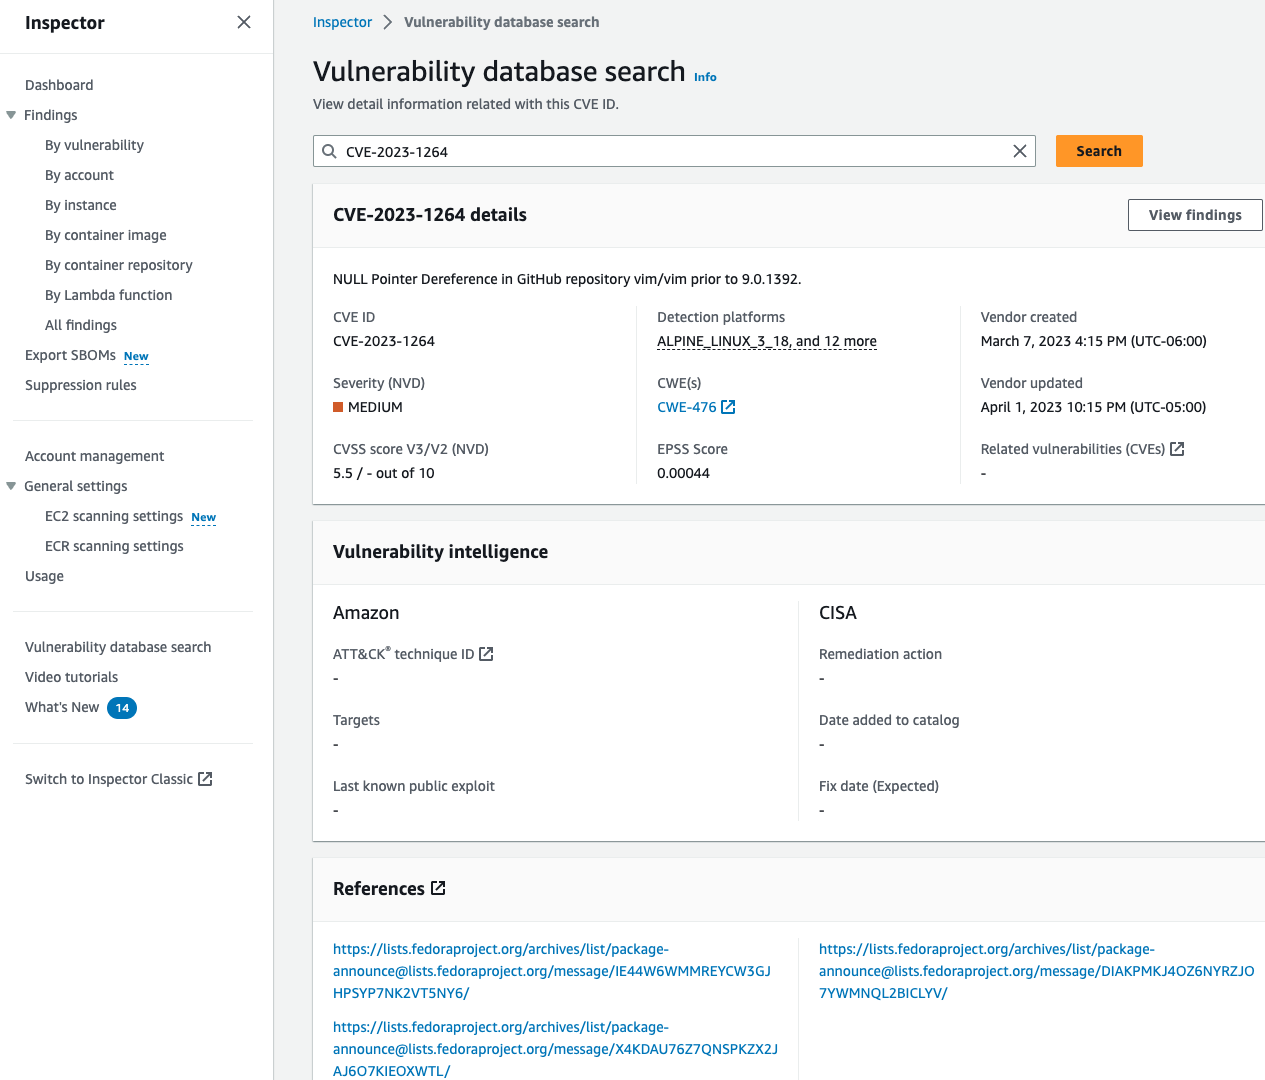 Inspector
Dashboard
Findings
By vulnerability
By account
By instance
By container image
By container repository
By Lambda function
All findings
Export SBOMs New
Suppression rules
Account management
General settings
EC2 scanning settings New
ECR scanning settings
Usage
Vulnerability database search
Video tutorials
What's New 14
Switch to Inspector Classic
Inspector Vulnerability database search
Vulnerability database search Info
View detail information related with this CVE ID.
CVE-2023-1264
Search
CVE-2023-1264 details
View findings
NULL Pointer Dereference in GitHub repository vim/vim prior to 9.0.1392.
CVE ID
CVE-2023-1264
Severity (NVD)
MEDIUM
CVSS score V3/V2 (NVD)
5.5 / - out of 10
Detection platforms
ALPINE_LINUX_3_18, and 12 more
CWE(s)
CWE-476
EPSS Score
0.00044
Vendor created
March 7, 2023 4:15 PM (UTC-06:00)
Vendor updated
April 1, 2023 10:15 PM (UTC-05:00)
Related vulnerabilities (CVEs)
-
Vulnerability intelligence
Amazon
ATT&CK® technique ID
-
Targets
-
Last known public exploit
-
CISA
Remediation action
-
Date added to catalog
-
Fix date (Expected)
-
References
https://lists.fedoraproject.org/archives/list/package-
announce@lists.fedoraproject.org/message/IE44W6WMMREYCW3GJ
HPSYP7NK2VT5NY6/
https://lists.fedoraproject.org/archives/list/package-
announce@lists.fedoraproject.org/message/X4KDAU76Z7QNSPKZX2J
AJ6O7KIEOXWTL/
https://lists.fedoraproject.org/archives/list/package-
announce@lists.fedoraproject.org/message/DIAKPMKJ4OZ6NYRZJO
7YWMNQL2BICLYV/